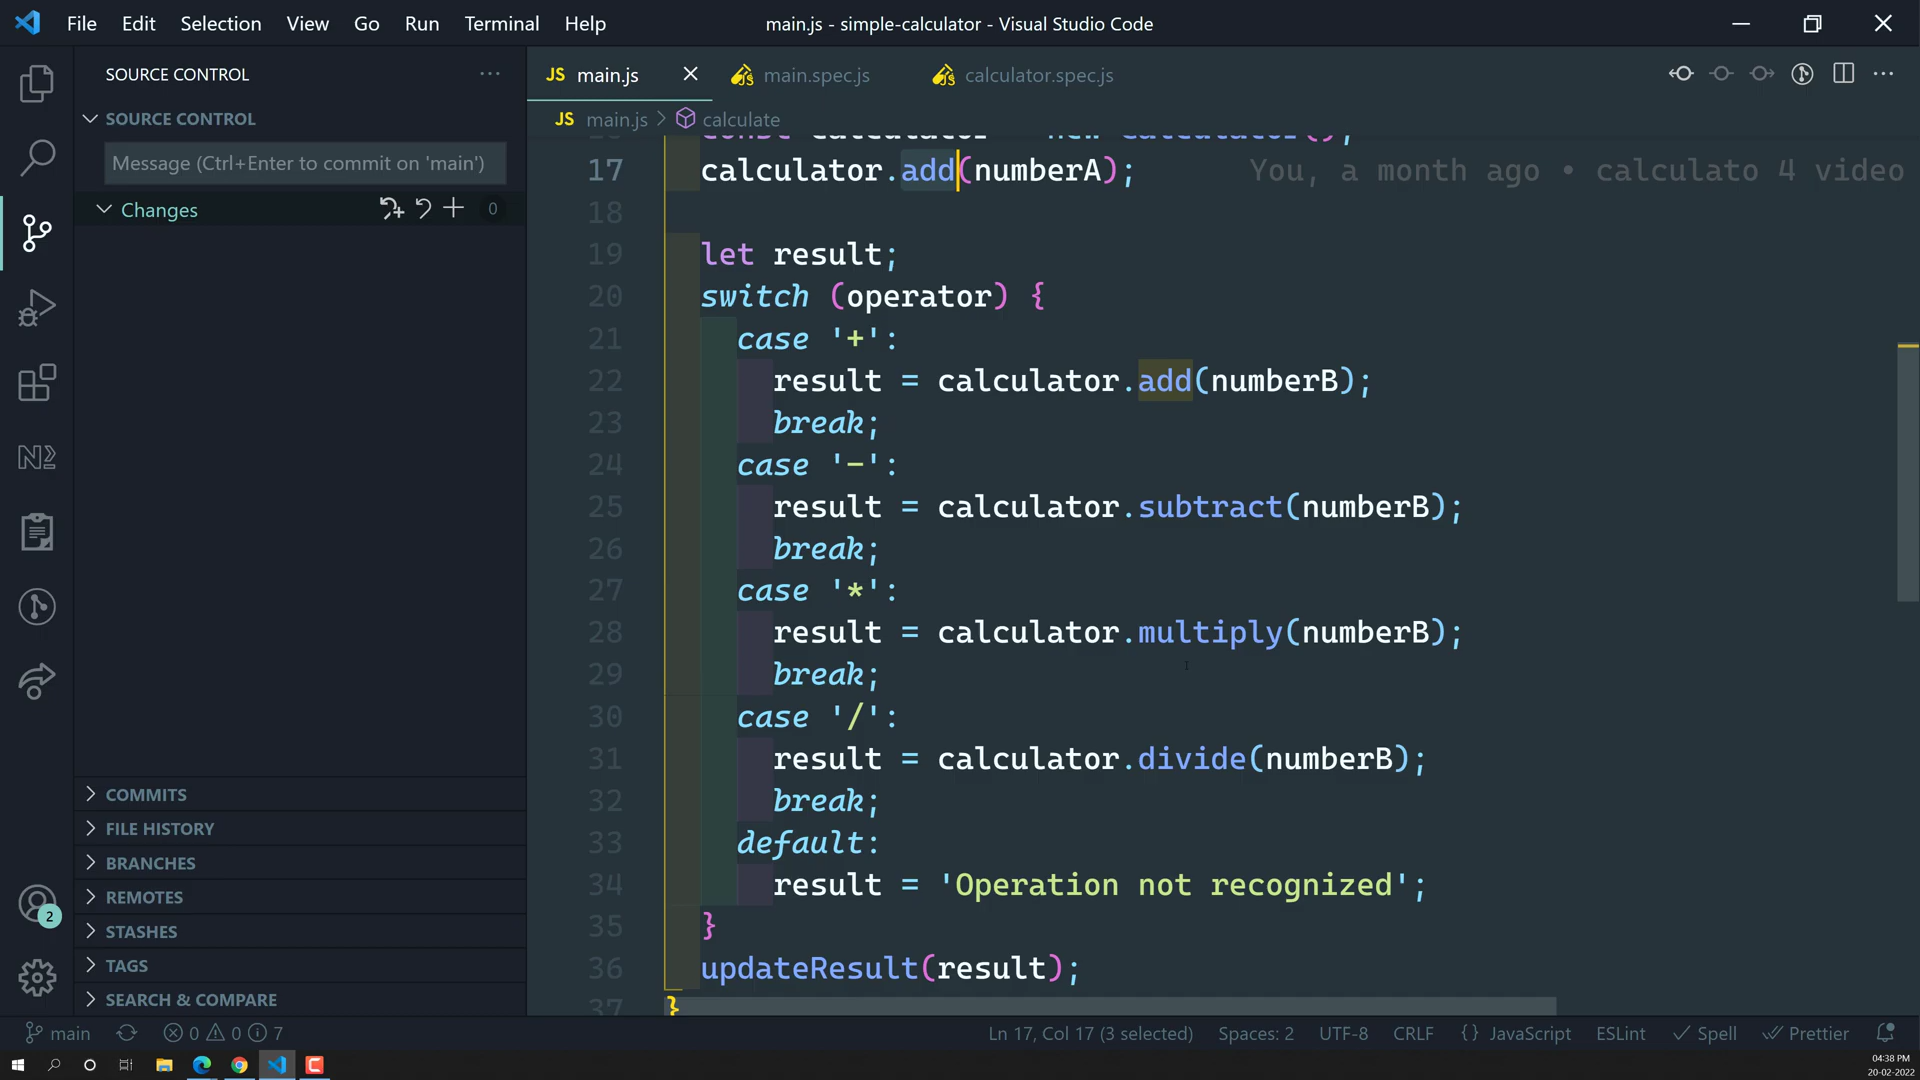 File Edit Selection View Go Run Terminal Help
main.js - simple-calculator - Visual Studio Code
SOURCE CONTROL
SOURCE CONTROL
Message (Ctrl+Enter to commit on 'main')
Changes 0
COMMITS
FILE HISTORY
BRANCHES
REMOTES
STASHES
TAGS
SEARCH & COMPARE
2
JS main.js
main.spec.js
calculator.spec.js
JS main.js > calculate
const calculator = new Calculator();
17 calculator.add(numberA); You, a month ago • calculato 4 video
18
19 let result;
20 switch (operator) {
21 case '+':
22 result = calculator.add(numberB);
23 break;
24 case '-':
25 result = calculator.subtract(numberB);
26 break;
27 case '*':
28 result = calculator.multiply(numberB);
29 break;
30 case '/':
31 result = calculator.divide(numberB);
32 break;
33 default:
34 result = 'Operation not recognized';
35 }
36 updateResult(result);
37 }
main 0 0 7
Ln 17, Col 17 (3 selected) Spaces: 2 UTF-8 CRLF {} JavaScript ESLint Spell Prettier
04:38 PM
20-02-2022